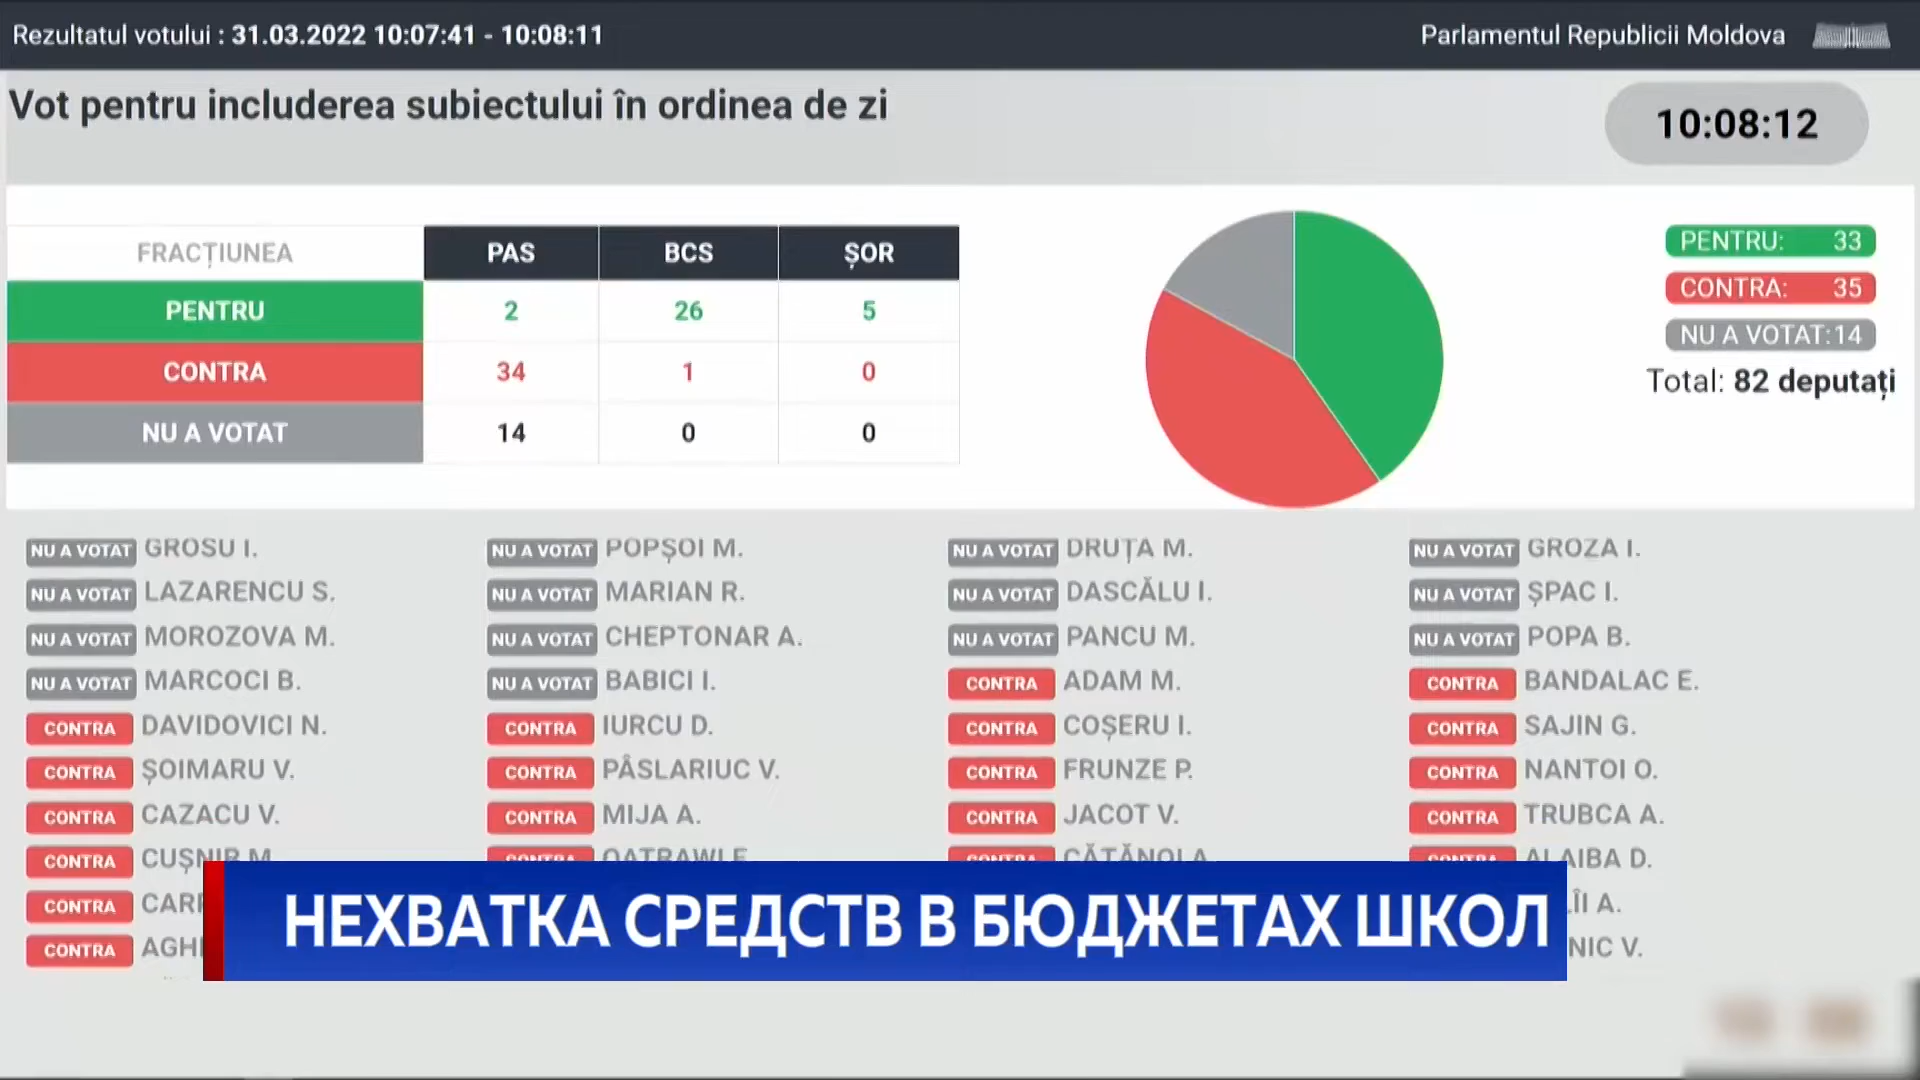 Rezultatul votului : 31.03.2022 10:07:41 - 10:08:11
Parlamentul Republicii Moldova
Vot pentru includerea subiectului în ordinea de zi
10:08:12
FRACȚIUNEA PAS BCS ȘOR
PENTRU 2 26 5
CONTRA 34 1 0
NU A VOTAT 14 0 0
PENTRU: 33
CONTRA: 35
NU A VOTAT: 14
Total: 82 deputați
NU A VOTAT GROSU I. NU A VOTAT POPȘOI M. NU A VOTAT DRUȚA M. NU A VOTAT GROZA I.
NU A VOTAT LAZARENCU S. NU A VOTAT MARIAN R. NU A VOTAT DASCĂLU I. NU A VOTAT ȘPAC I.
NU A VOTAT MOROZOVA M. NU A VOTAT CHEPTONAR A. NU A VOTAT PANCU M. NU A VOTAT POPA B.
NU A VOTAT MARCOCI B. NU A VOTAT BABICI I. CONTRA ADAM M. CONTRA BANDALAC E.
CONTRA DAVIDOVICI N. CONTRA IURCU D. CONTRA COȘERU I. CONTRA SAJIN G.
CONTRA ȘOIMARU V. CONTRA PÂSLARIUC V. CONTRA FRUNZE P. CONTRA NANTOI O.
CONTRA CAZACU V. CONTRA MIJA A. CONTRA JACOT V. CONTRA TRUBCA A.
CONTRA CUȘNIR M. CONTRA CONTRA CONTRA ALAIBA D.
CONTRA
CONTRA
НЕХВАТКА СРЕДСТВ В БЮДЖЕТАХ ШКОЛ